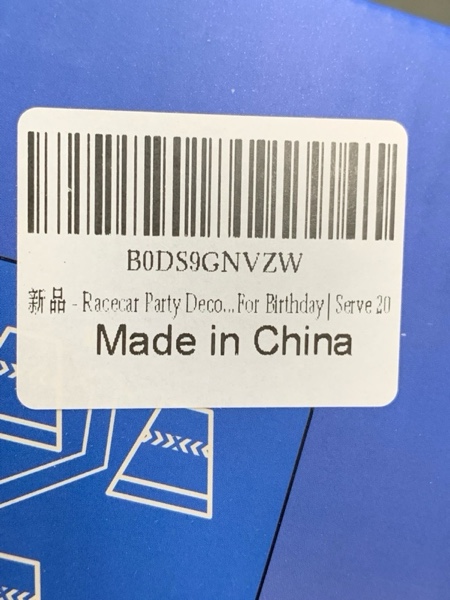 B0DS9GNVZW
新品 - Racecar Party Deco...For Birthday| Serve 20
Made in China